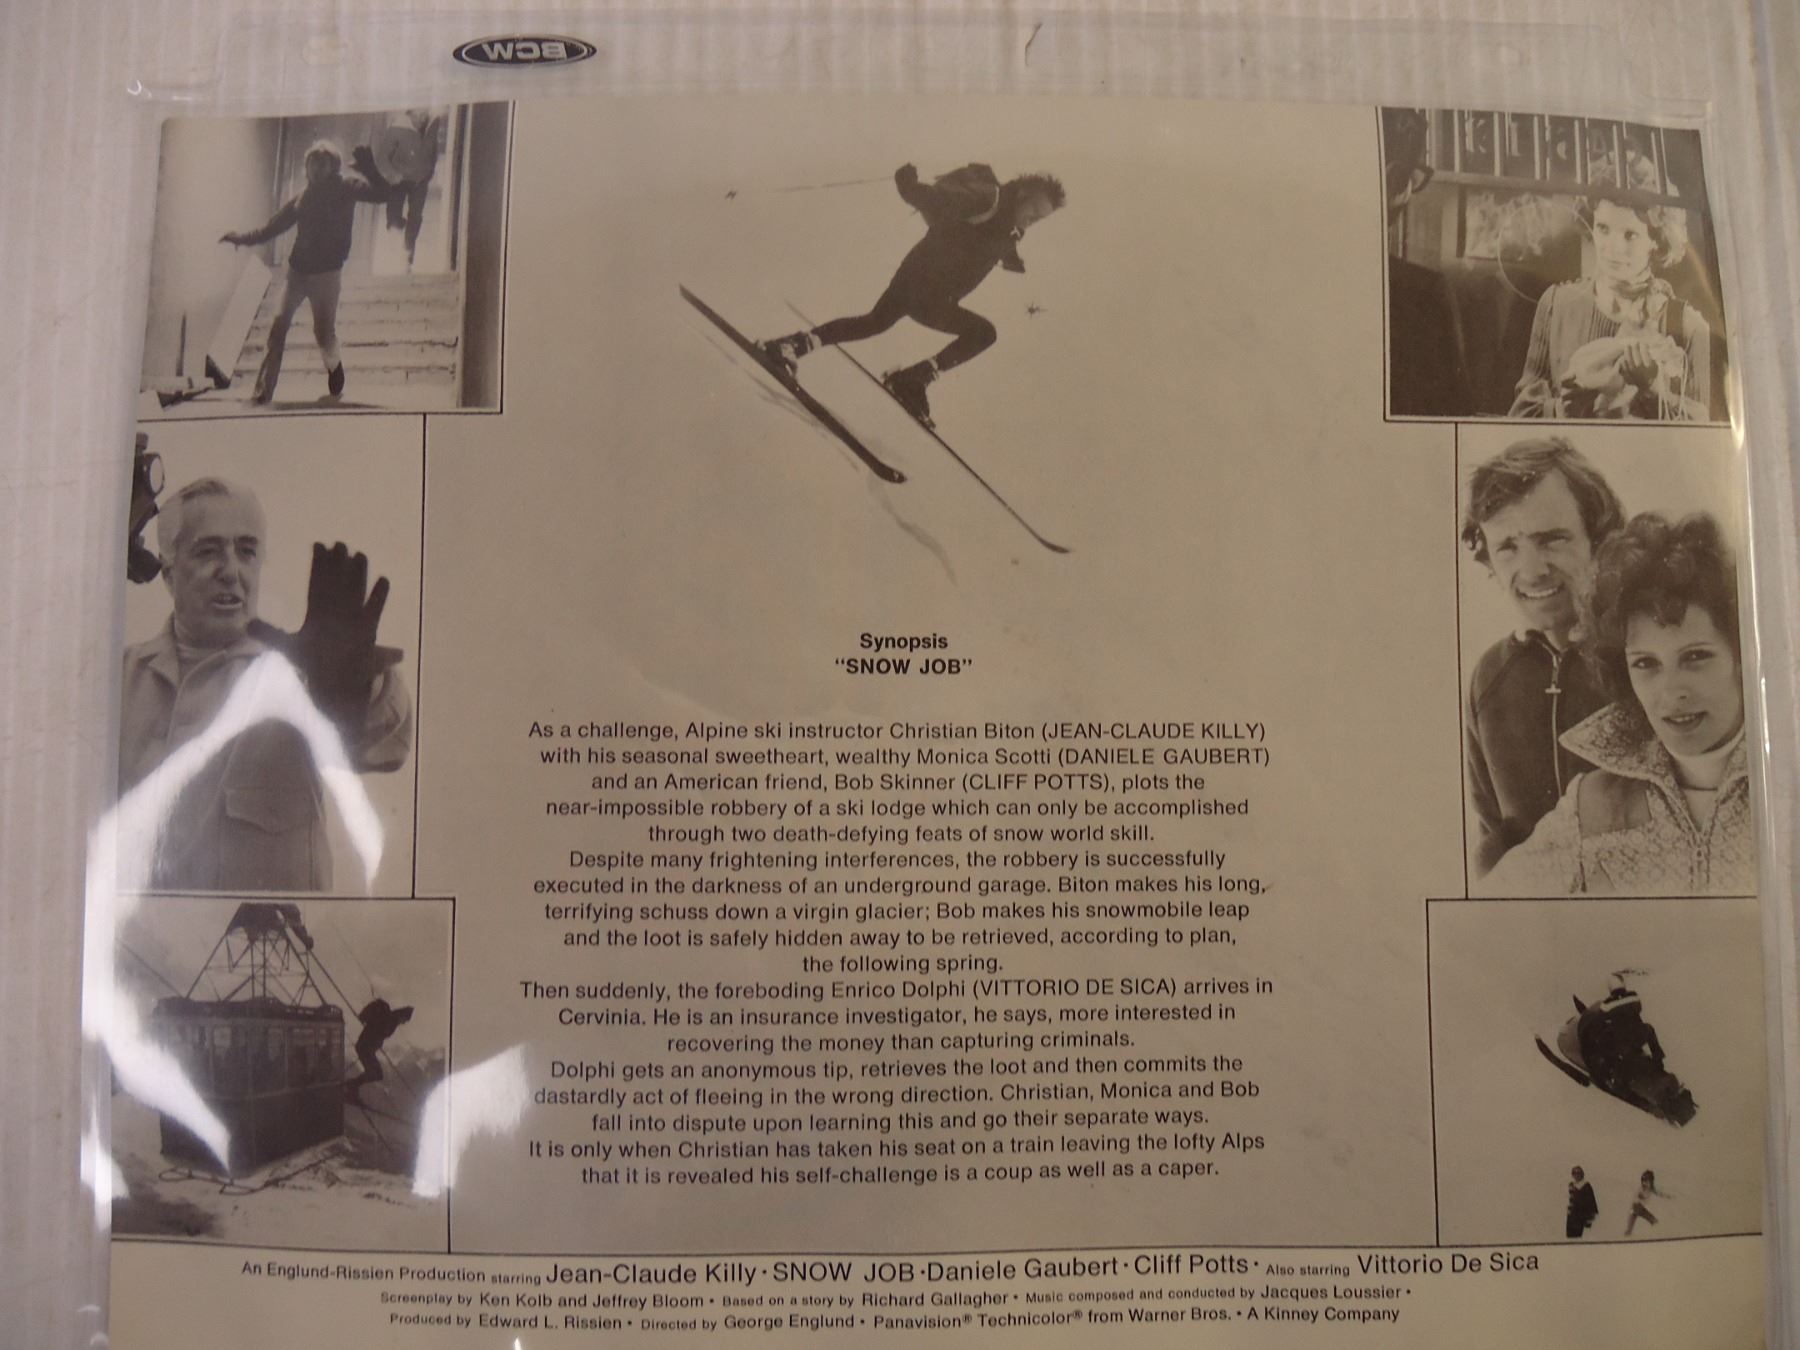 BCW
Synopsis
"SNOW JOB"
As a challenge, Alpine ski instructor Christian Biton (JEAN-CLAUDE KILLY)
with his seasonal sweetheart, wealthy Monica Scotti (DANIELE GAUBERT)
and an American friend, Bob Skinner (CLIFF POTTS), plots the
near-impossible robbery of a ski lodge which can only be accomplished
through two death-defying feats of snow world skill.
Despite many frightening interferences, the robbery is successfully
executed in the darkness of an underground garage. Biton makes his long,
terrifying schuss down a virgin glacier; Bob makes his snowmobile leap
and the loot is safely hidden away to be retrieved, according to plan,
the following spring.
Then suddenly, the foreboding Enrico Dolphi (VITTORIO DE SICA) arrives in
Cervinia. He is an insurance investigator, he says, more interested in
recovering the money than capturing criminals.
Dolphi gets an anonymous tip, retrieves the loot and then commits the
dastardly act of fleeing in the wrong direction. Christian, Monica and Bob
fall into dispute upon learning this and go their separate ways.
It is only when Christian has taken his seat on a train leaving the lofty Alps
that it is revealed his self-challenge is a coup as well as a caper.
An Englund-Rissien Production starring Jean-Claude Killy · SNOW JOB · Daniele Gaubert · Cliff Potts · Also starring Vittorio De Sica
Screenplay by Ken Kolb and Jeffrey Bloom • Based on a story by Richard Gallagher • Music composed and conducted by Jacques Loussier •
Produced by Edward L. Rissien • Directed by George Englund • Panavision® Technicolor® from Warner Bros. • A Kinney Company